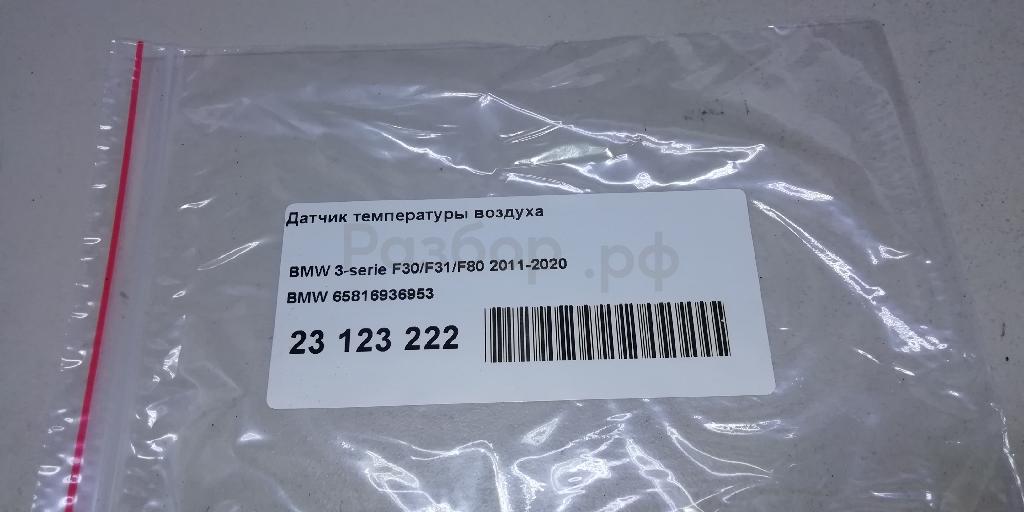 Датчик температуры воздуха
Разбор.рф
BMW 3-serie F30/F31/F80 2011-2020
BMW 65816936953
23 123 222